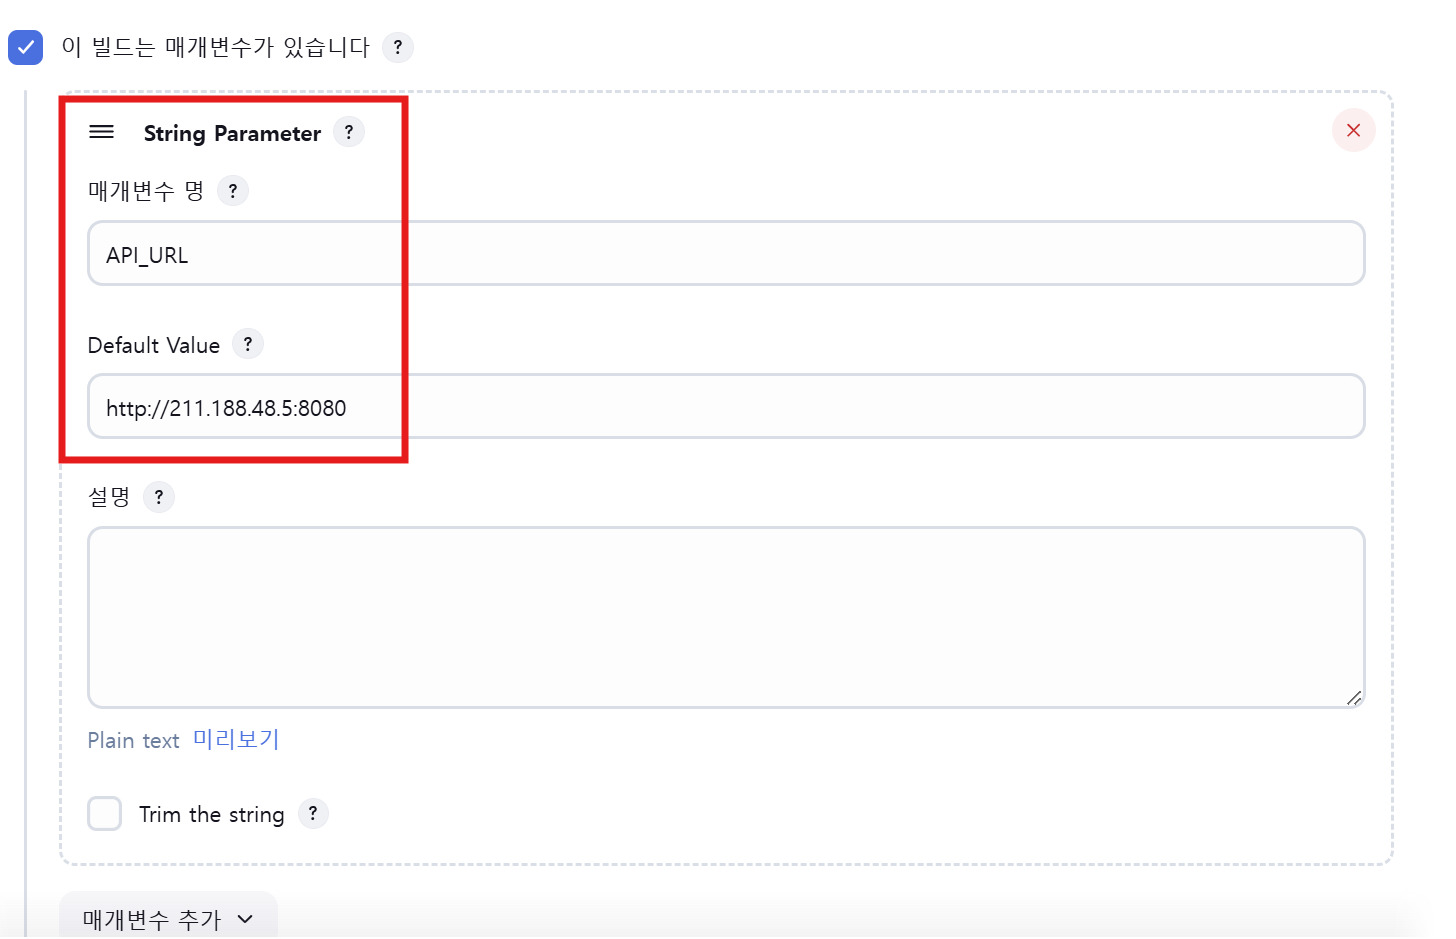 이 빌드는 매개변수가 있습니다 ?
String Parameter ?
매개변수 명 ?
API_URL
Default Value ?
http://211.188.48.5:8080
설명 ?
Plain text 미리보기
Trim the string ?
매개변수 추가